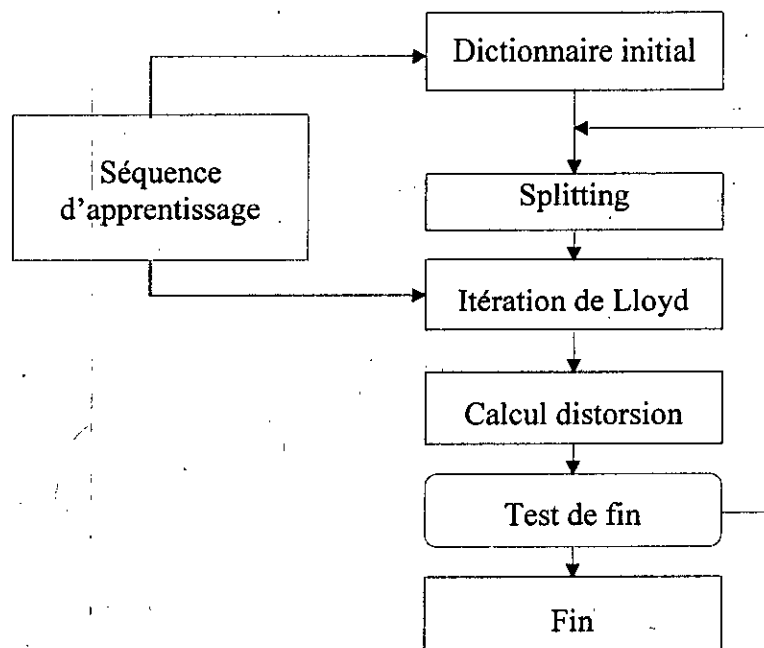 Dictionnaire initial
Séquence
d'apprentissage
Splitting
Itération de Lloyd
Calcul distorsion
Test de fin
Fin